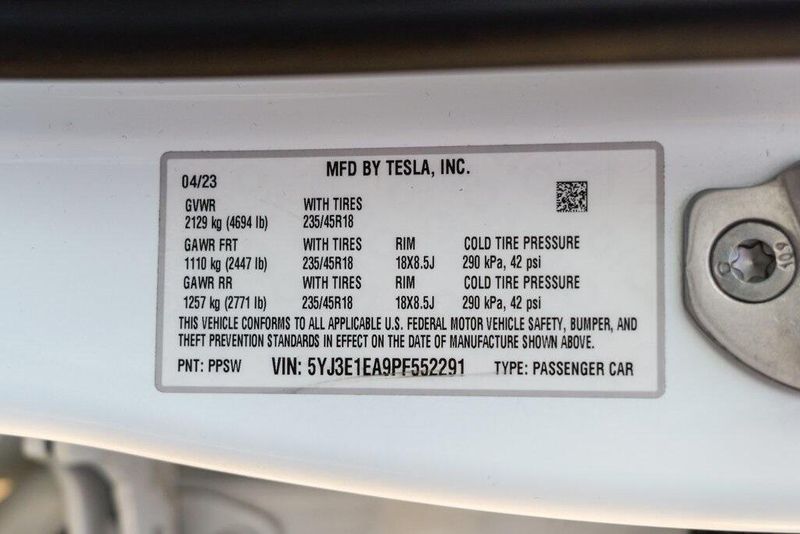 MFD BY TESLA, INC.
04/23
GVWR WITH TIRES
2129 kg (4694 lb) 235/45R18
GAWR FRT WITH TIRES RIM COLD TIRE PRESSURE
1110 kg (2447 lb) 235/45R18 18X8.5J 290 kPa, 42 psi
GAWR RR WITH TIRES RIM COLD TIRE PRESSURE
1257 kg (2771 lb) 235/45R18 18X8.5J 290 kPa, 42 psi
THIS VEHICLE CONFORMS TO ALL APPLICABLE U.S. FEDERAL MOTOR VEHICLE SAFETY, BUMPER, AND
THEFT PREVENTION STANDARDS IN EFFECT ON THE DATE OF MANUFACTURE SHOWN ABOVE.
PNT: PPSW VIN: 5YJ3E1EA9PF552291 TYPE: PASSENGER CAR
10.9